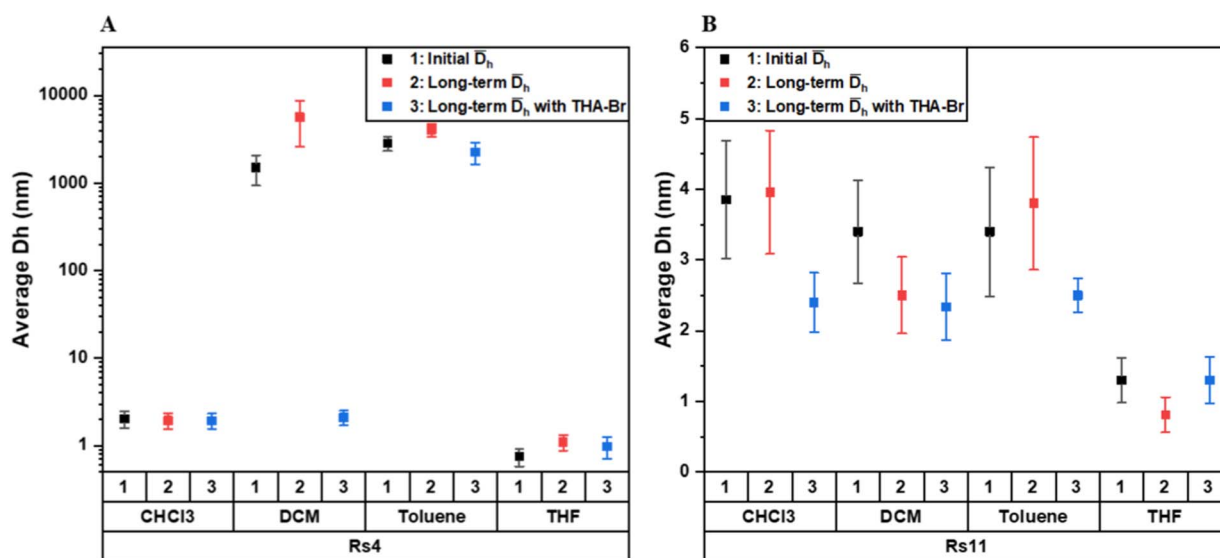 A
1: Initial D̅h
2: Long-term D̅h
3: Long-term D̅h with THA-Br
Average Dh (nm)
10000
1000
100
10
1
1 2 3 1 2 3 1 2 3 1 2 3
CHCl3 DCM Toluene THF
Rs4
B
1: Initial D̅h
2: Long-term D̅h
3: Long-term D̅h with THA-Br
Average Dh (nm)
6
5
4
3
2
1
0
1 2 3 1 2 3 1 2 3 1 2 3
CHCl3 DCM Toluene THF
Rs11